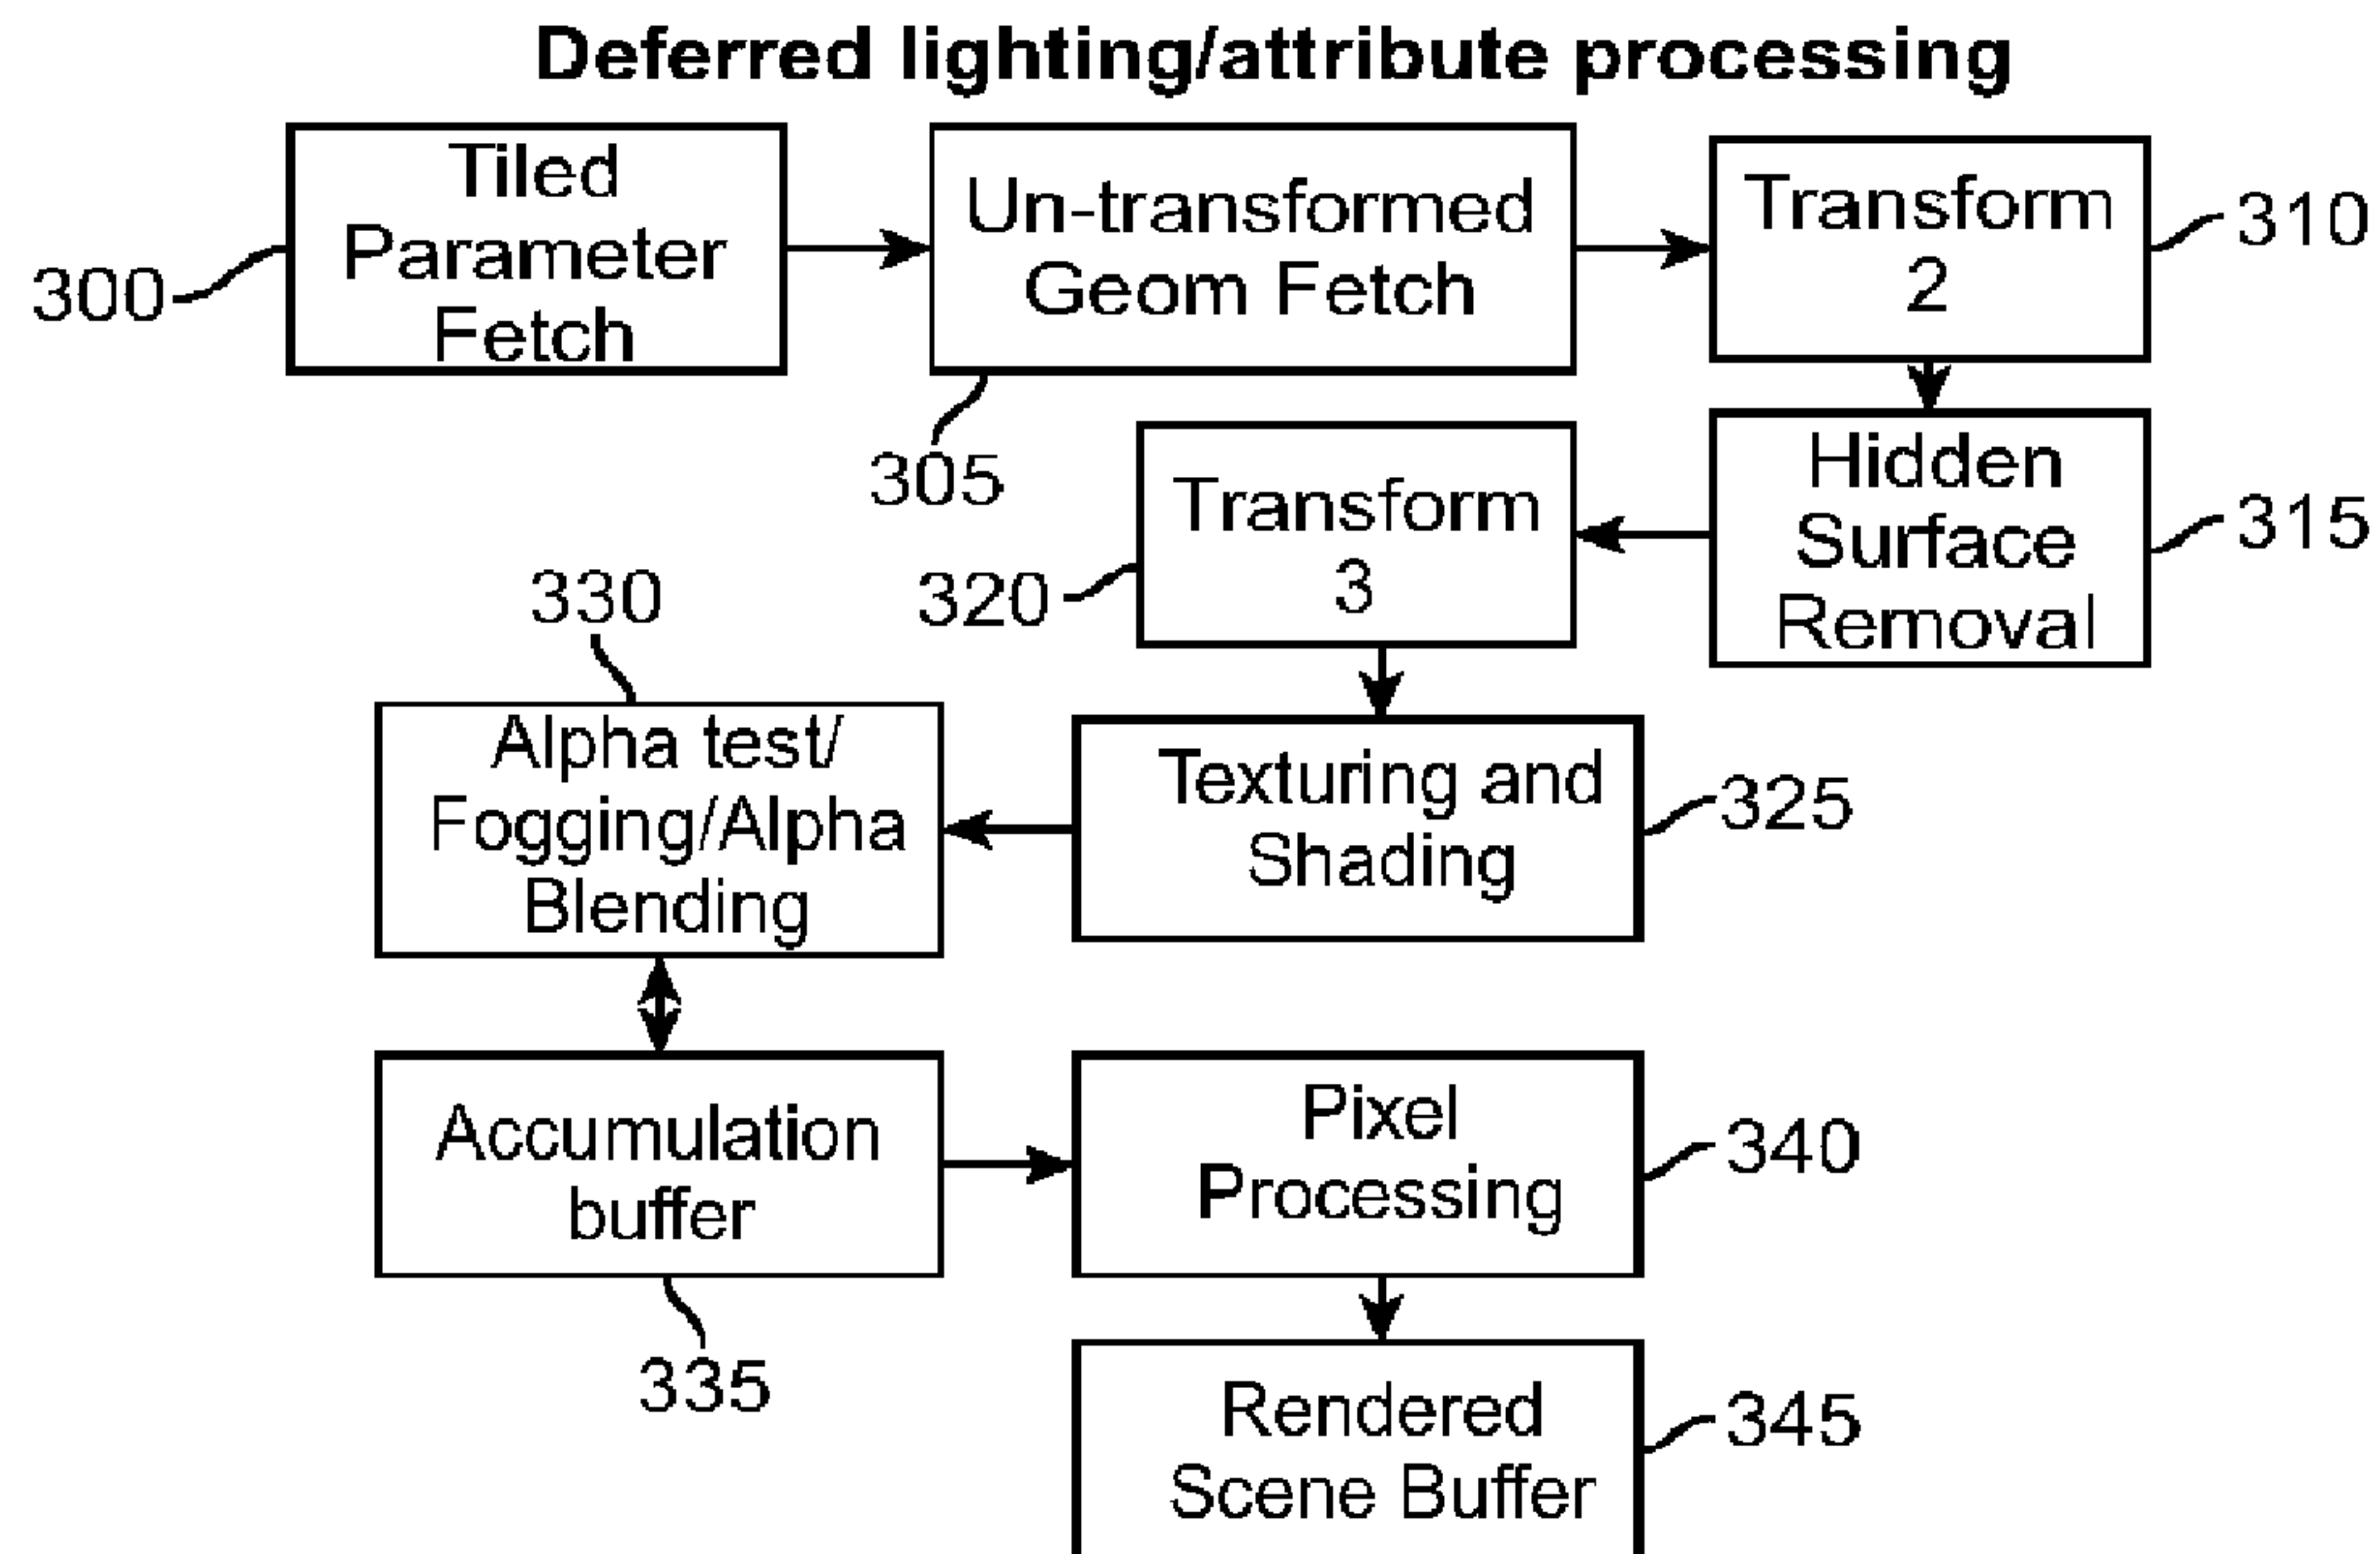 Deferred lighting/attribute processing
Tiled
Parameter
Fetch
300
Un-transformed
Geom Fetch
305
Transform
2
310
Hidden
Surface
Removal
315
Transform
3
320
Texturing and
Shading
325
Alpha test/
Fogging/Alpha
Blending
330
Accumulation
buffer
335
Pixel
Processing
340
Rendered
Scene Buffer
345